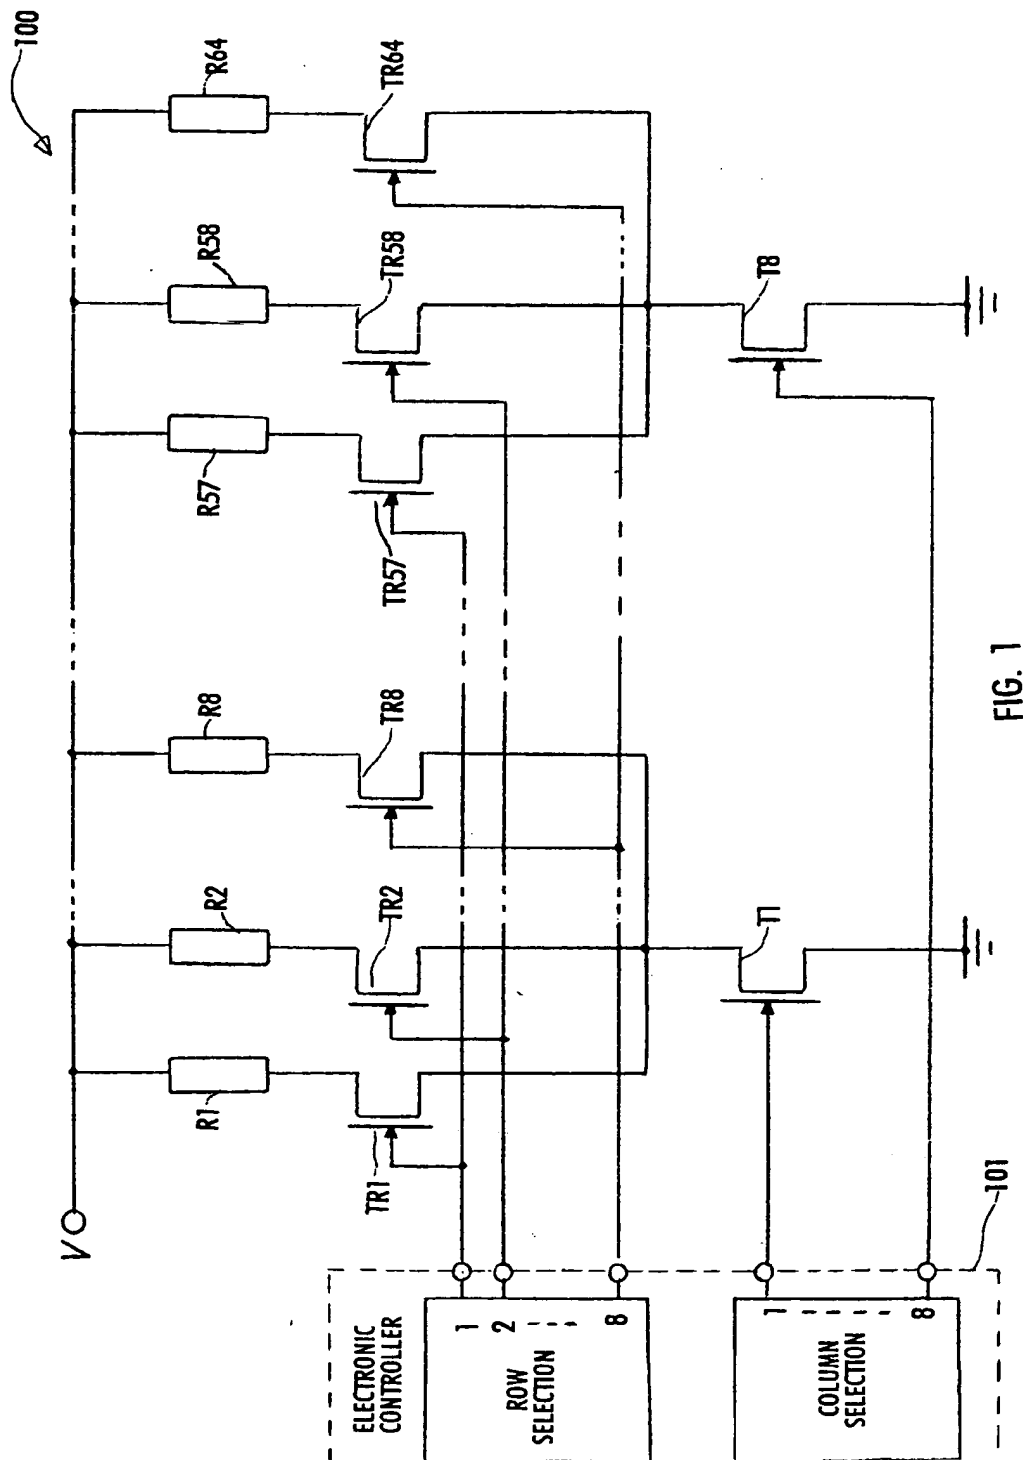 100
V
R1
R2
R8
R57
R58
R64
TR1
TR2
TR8
TR57
TR58
TR64
T1
T8
ELECTRONIC
CONTROLLER
ROW
SELECTION
1
2
8
COLUMN
SELECTION
1
8
101
FIG. 1